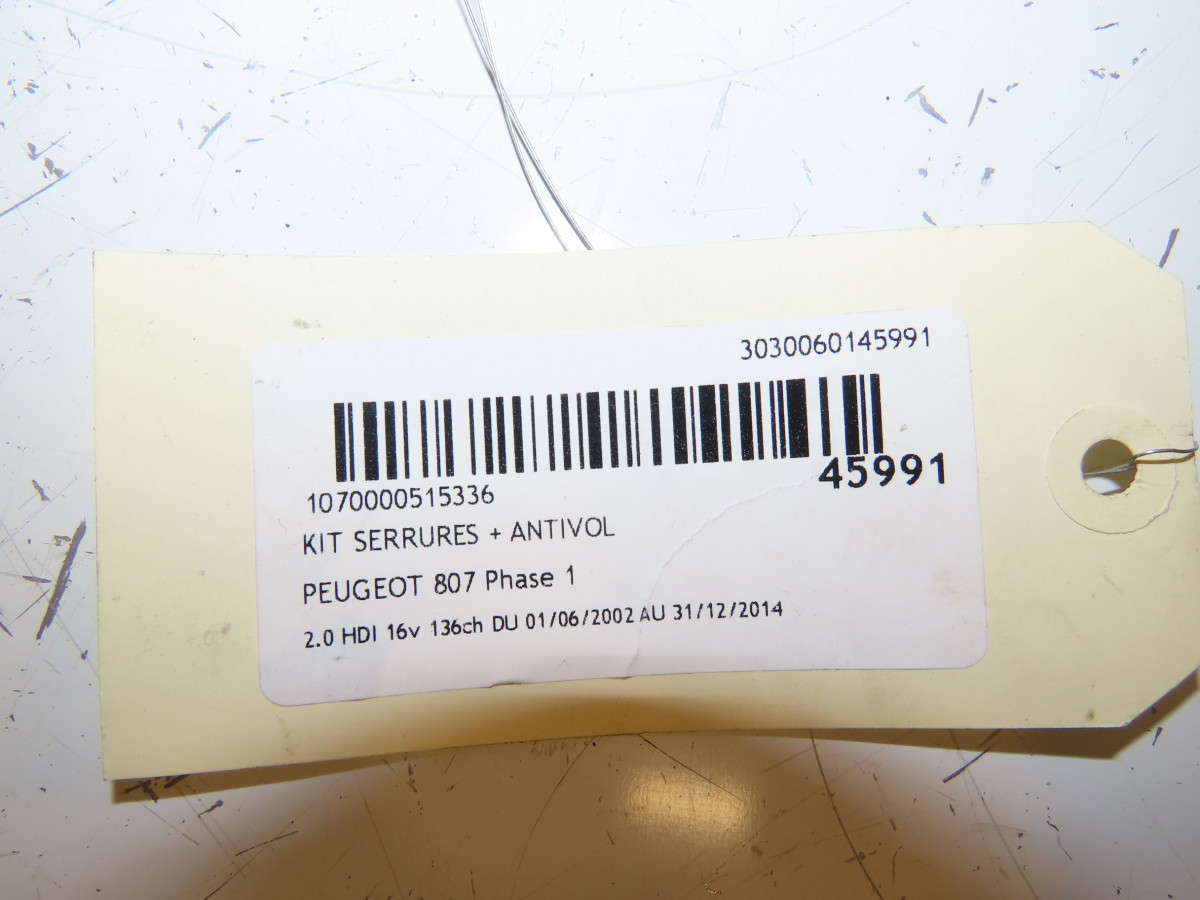 3030060145991
45991
1070000515336
KIT SERRURES + ANTIVOL
PEUGEOT 807 Phase 1
2.0 HDI 16v 136ch DU 01/06/2002 AU 31/12/2014